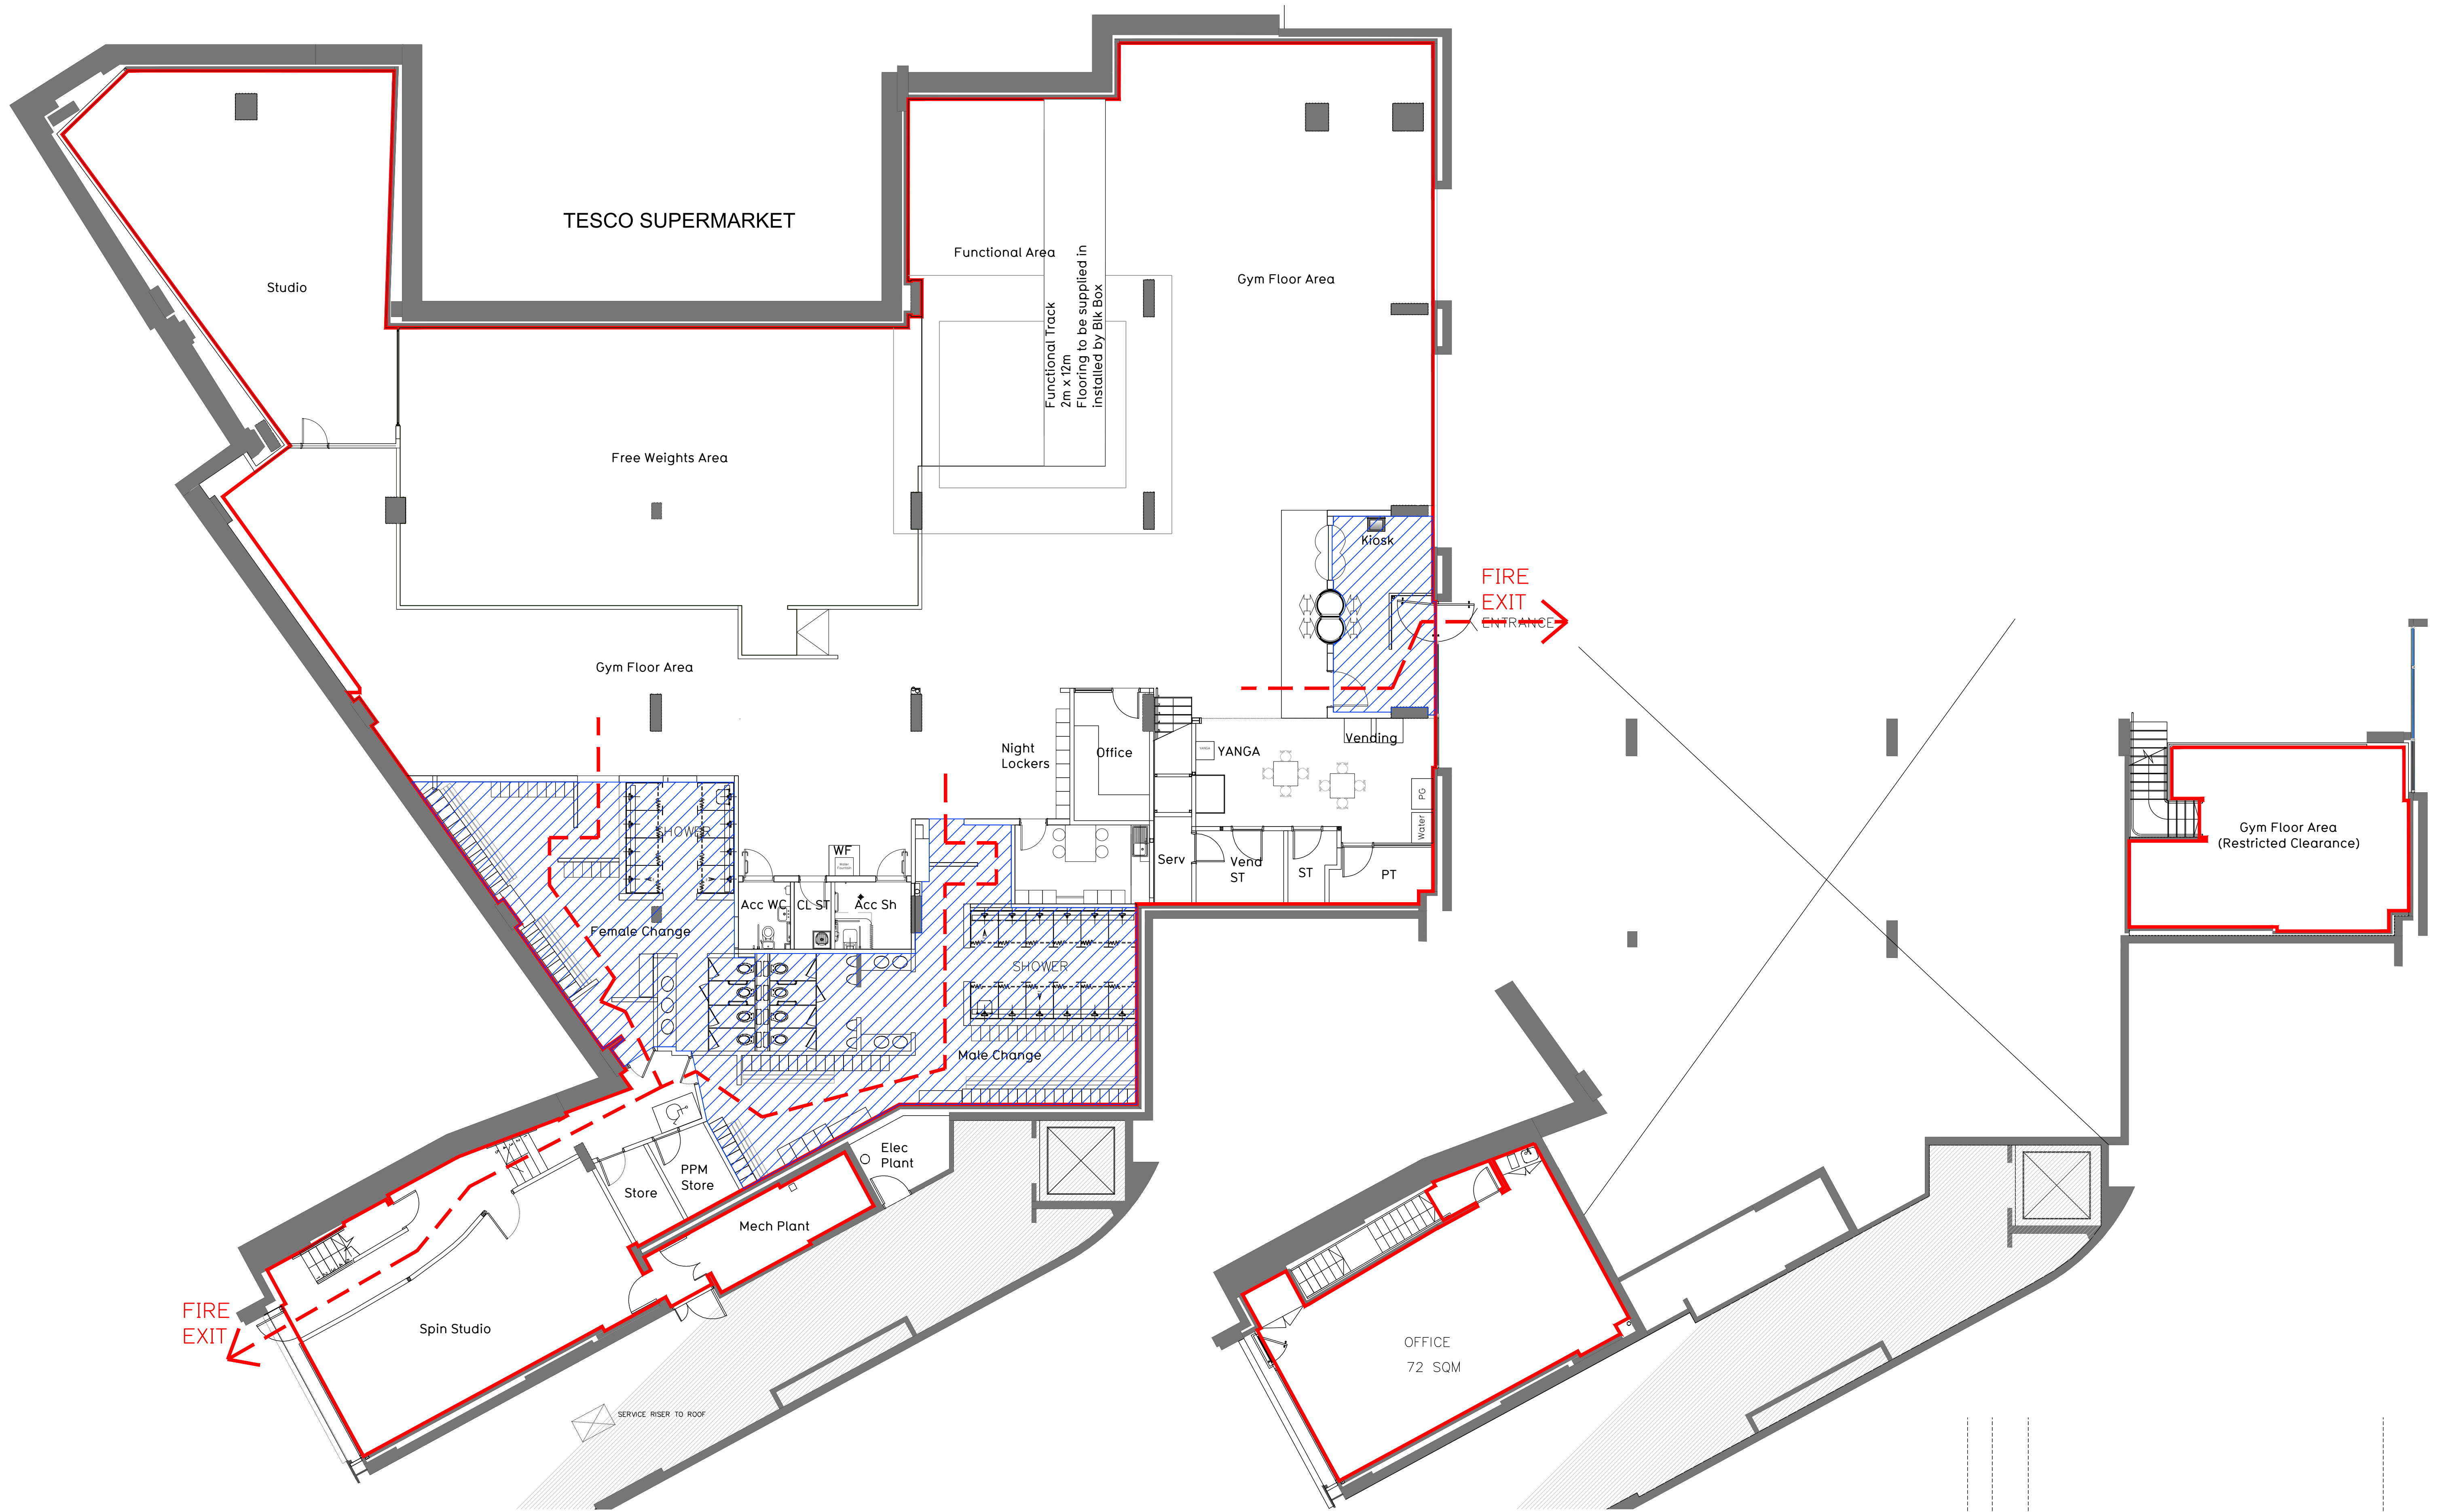 TESCO SUPERMARKET
Studio
Functional Area
Gym Floor Area
Functional Track
2m x 12m
Flooring to be supplied in
installed by Blk Box
Free Weights Area
Kiosk
FIRE
EXIT
ENTRANCE
Gym Floor Area
Night
Lockers
Office
YANGA
YANGA
Vending
PG
Water
SHOWER
WF
Water
Fountain
Serv
Vend
ST
ST
PT
Gym Floor Area
(Restricted Clearance)
Acc WC
CL ST
Acc Sh
Female Change
SHOWER
Male Change
Elec
Plant
PPM
Store
Store
Mech Plant
FIRE
EXIT
Spin Studio
OFFICE
72 SQM
SERVICE RISER TO ROOF